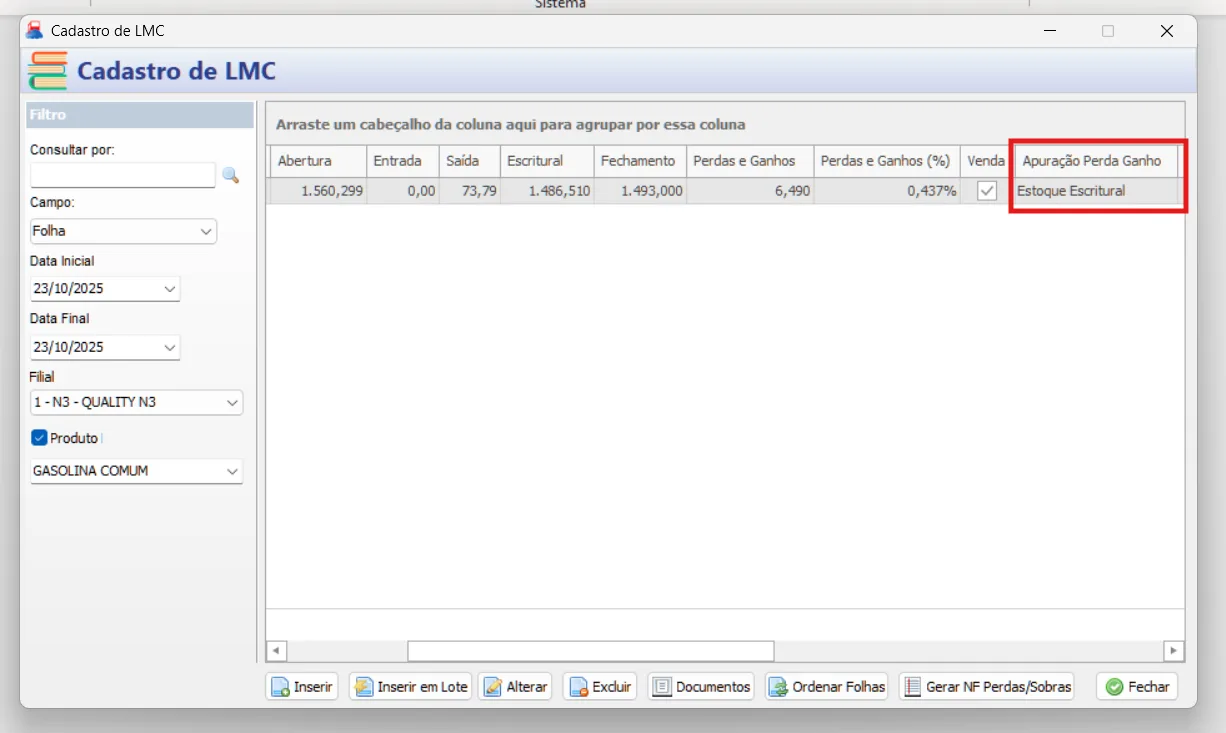 Sistema
Cadastro de LMC
Cadastro de LMC
Filtro
Consultar por:
Campo:
Folha
Data Inicial
23/10/2025
Data Final
23/10/2025
Filial
1 - N3 - QUALITY N3
Produto
GASOLINA COMUM
Arraste um cabeçalho da coluna aqui para agrupar por essa coluna
Abertura Entrada Saída Escritural Fechamento Perdas e Ganhos Perdas e Ganhos (%) Venda Apuração Perda Ganho
1.560,299 0,00 73,79 1.486,510 1.493,000 6,490 0,437% Estoque Escritural
Inserir Inserir em Lote Alterar Excluir Documentos Ordenar Folhas Gerar NF Perdas/Sobras Fechar